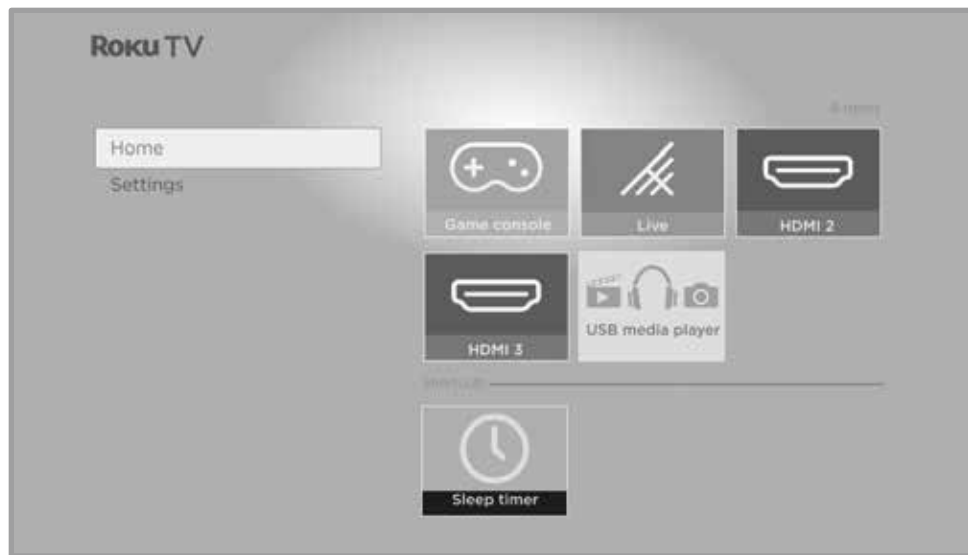 Roku TV
Home
Settings
Game console
Live
HDMI 2
HDMI 3
USB media player
Sleep timer